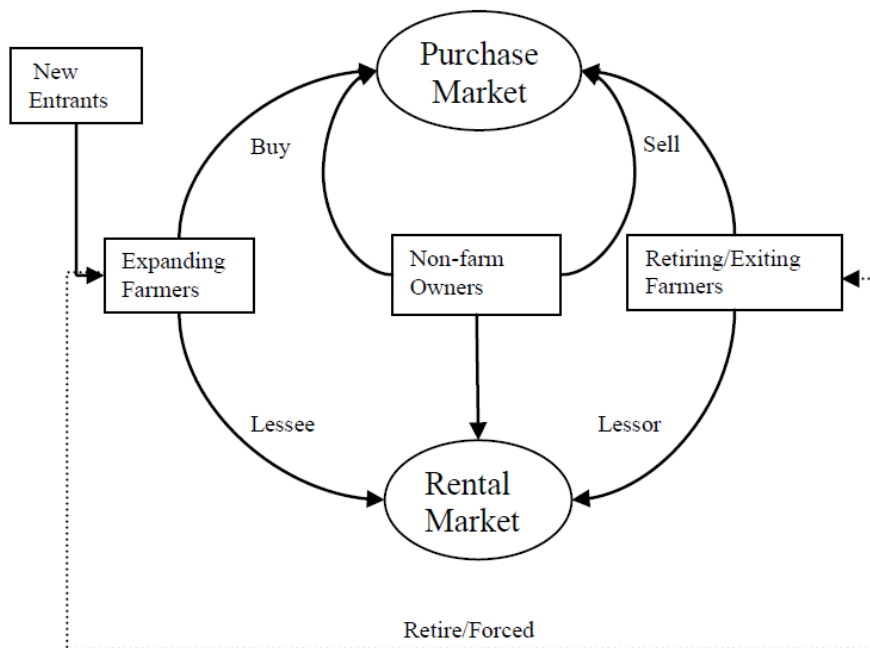 Purchase
Market
New
Entrants
Buy
Sell
Expanding
Farmers
Non-farm
Owners
Retiring/Exiting
Farmers
Lessee
Lessor
Rental
Market
Retire/Forced